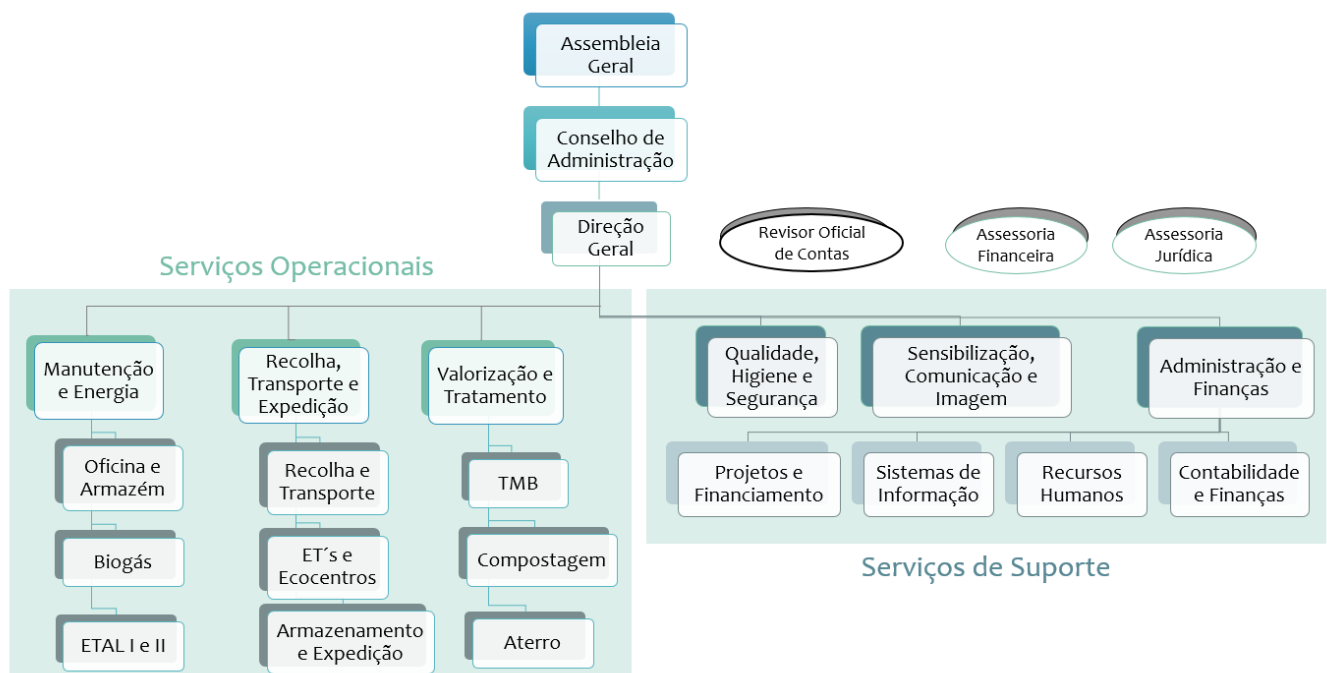 Assembleia
Geral
Conselho de
Administração
Direção
Geral
Revisor Oficial
de Contas
Assessoria
Financeira
Assessoria
Jurídica
Serviços Operacionais
Manutenção
e Energia
Recolha,
Transporte e
Expedição
Valorização e
Tratamento
Oficina e
Armazém
Recolha e
Transporte
TMB
Biogás
ET´s e
Ecocentros
Compostagem
ETAL I e II
Armazenamento
e Expedição
Aterro
Qualidade,
Higiene e
Segurança
Sensibilização,
Comunicação e
Imagem
Administração e
Finanças
Projetos e
Financiamento
Sistemas de
Informação
Recursos
Humanos
Contabilidade
e Finanças
Serviços de Suporte